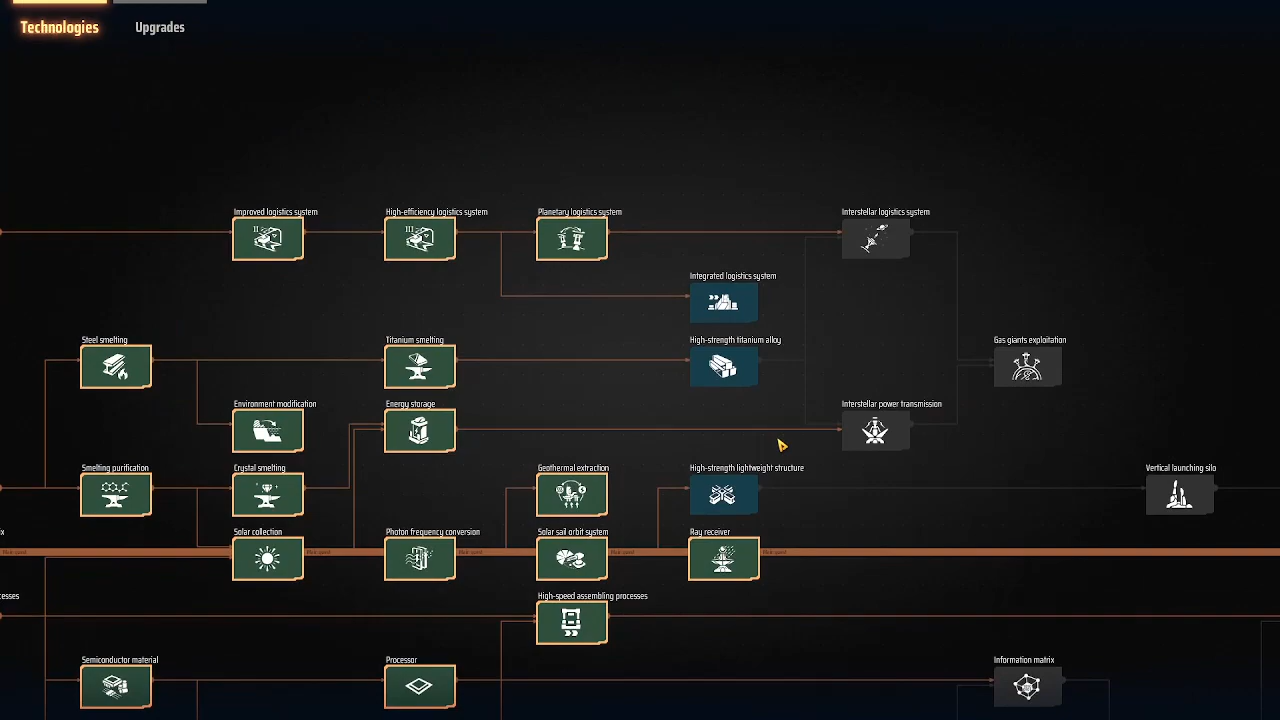 Technologies
Upgrades
Improved logistics system
High-efficiency logistics system
Planetary logistics system
Interstellar logistics system
Integrated logistics system
Steel smelting
Titanium smelting
High-strength titanium alloy
Gas giants exploitation
Environment modification
Energy storage
Interstellar power transmission
Smelting purification
Crystal smelting
Geothermal extraction
High-strength lightweight structure
Vertical launching silo
x
Solar collection
Photon frequency conversion
Solar sail orbit system
Ray receiver
cesses
High-speed assembling processes
Semiconductor material
Processor
Information matrix